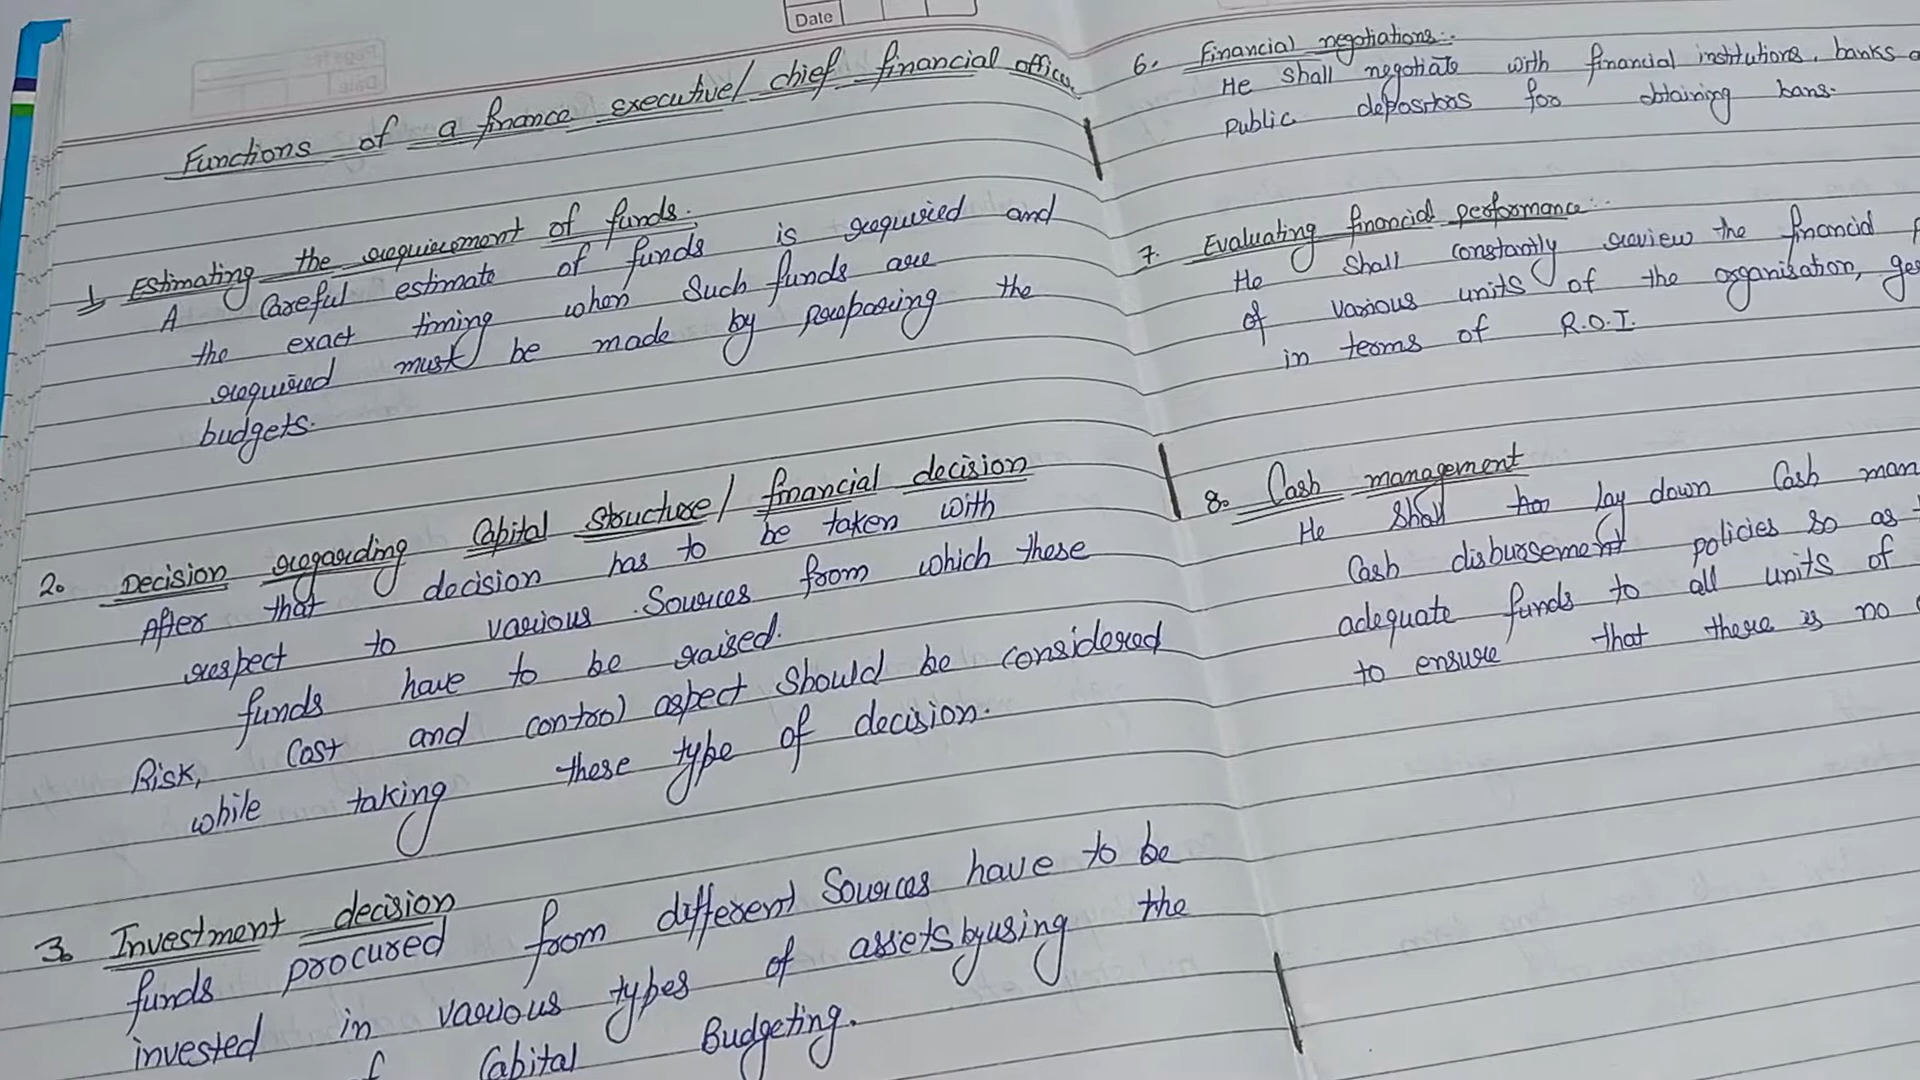 Date
Functions of a finance executive/ chief financial officer
1. Estimating the requirement of funds:
A Careful estimate of funds is required and
the exact timing when Such funds are
required must be made by preparing the
budgets.
2. Decision regarding Capital Structure/ financial decision
After that decision has to be taken with
respect to various Sources from which these
funds have to be raised.
Risk, Cost and control aspect should be considered
while taking these type of decision.
3. Investment decision
funds procured from different Sources have to be
invested in various types of assets by using the
Capital Budgeting.
6. Financial negotiations:-
He shall negotiate with financial institutions, banks
Public depositors for obtaining
7. Evaluating financial performance:-
He Shall constantly review the financial
of various units of the organisation,
in terms of R.O.I.
8. Cash management
He Shall lay down Cash
Cash disbursement policies so as
adequate funds to all units of
to ensure that there is no